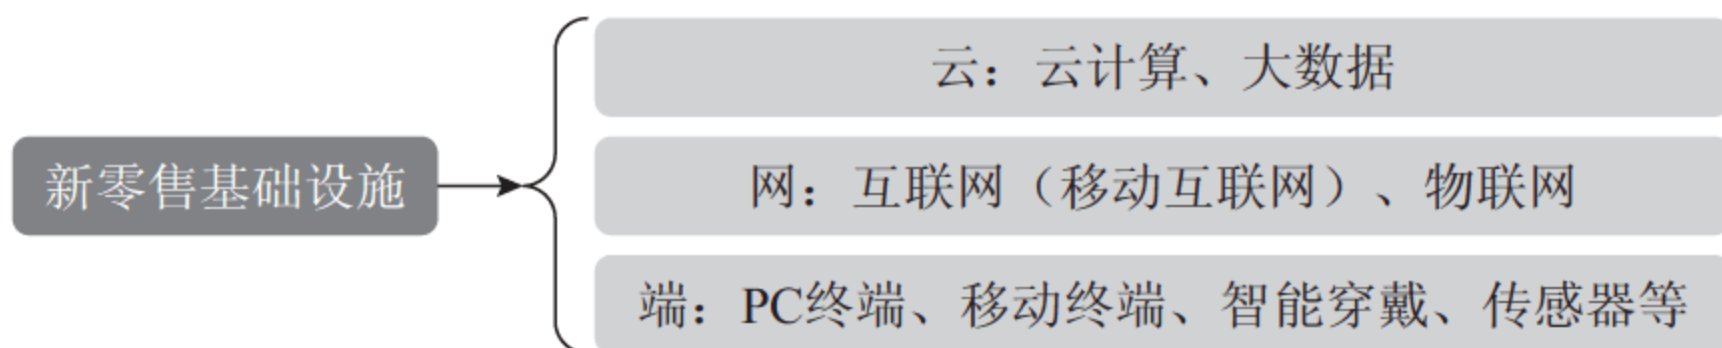 云：云计算、大数据
新零售基础设施
网：互联网（移动互联网）、物联网
端：PC终端、移动终端、智能穿戴、传感器等